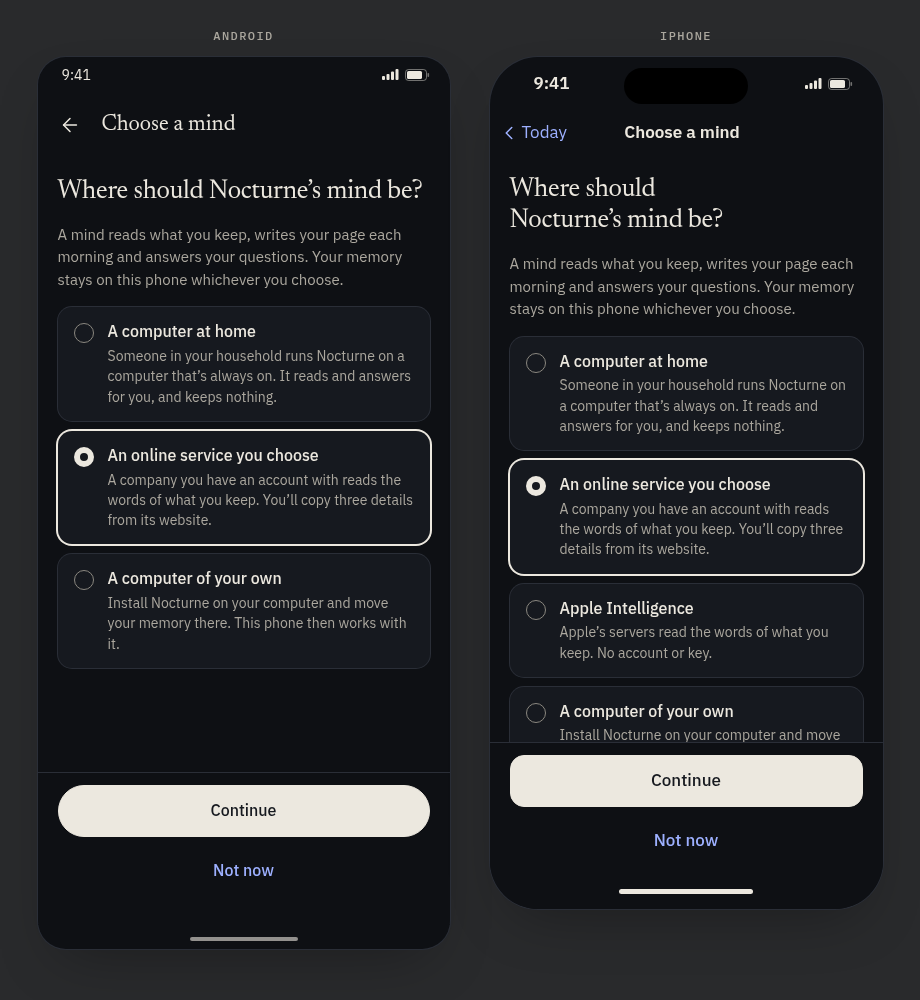 ANDROID
9:41
Choose a mind
Where should Nocturne’s mind be?
A mind reads what you keep, writes your page each
morning and answers your questions. Your memory
stays on this phone whichever you choose.
A computer at home
Someone in your household runs Nocturne on a
computer that’s always on. It reads and answers
for you, and keeps nothing.
An online service you choose
A company you have an account with reads the
words of what you keep. You’ll copy three details
from its website.
A computer of your own
Install Nocturne on your computer and move
your memory there. This phone then works with
it.
Continue
Not now
IPHONE
9:41
Today
Choose a mind
Where should
Nocturne’s mind be?
A mind reads what you keep, writes your page each
morning and answers your questions. Your memory
stays on this phone whichever you choose.
A computer at home
Someone in your household runs Nocturne on
a computer that’s always on. It reads and
answers for you, and keeps nothing.
An online service you choose
A company you have an account with reads
the words of what you keep. You’ll copy three
details from its website.
Apple Intelligence
Apple’s servers read the words of what you
keep. No account or key.
A computer of your own
Install Nocturne on your computer and move
Continue
Not now